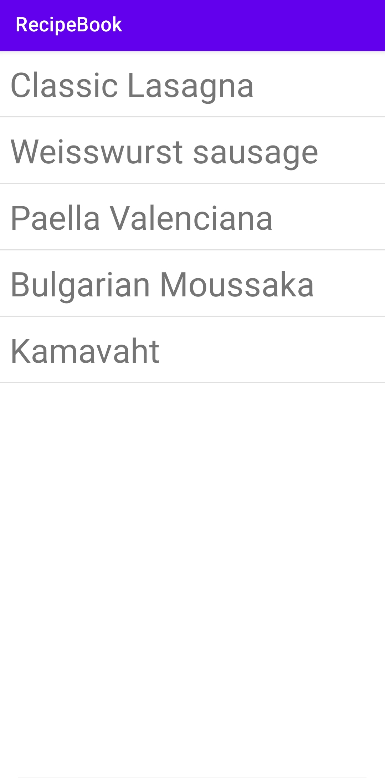 RecipeBook
Classic Lasagna
Weisswurst sausage
Paella Valenciana
Bulgarian Moussaka
Kamavaht